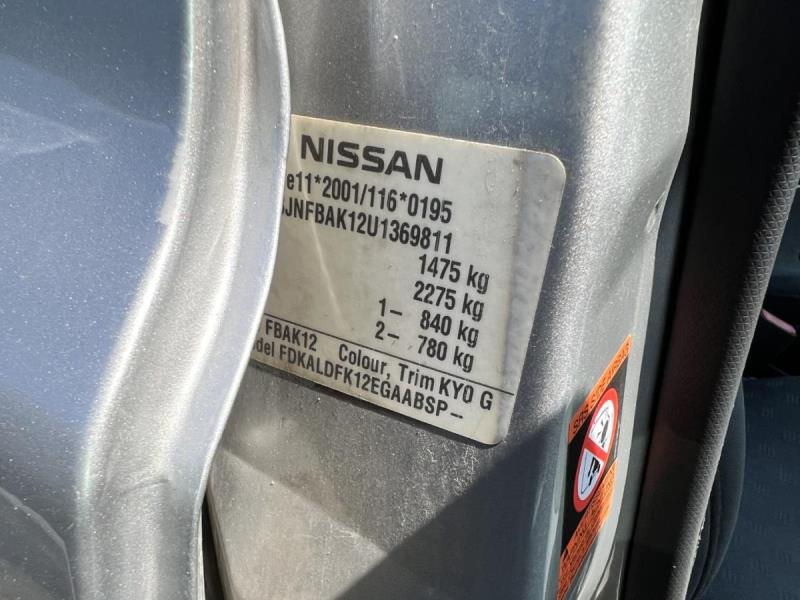 NISSAN
e11*2001/116*0195
JNFBAK12U1369811
1475 kg
2275 kg
1- 840 kg
2- 780 kg
FBAK12 Colour, Trim KY0 G
del FDKALDFK12EGAABSP-